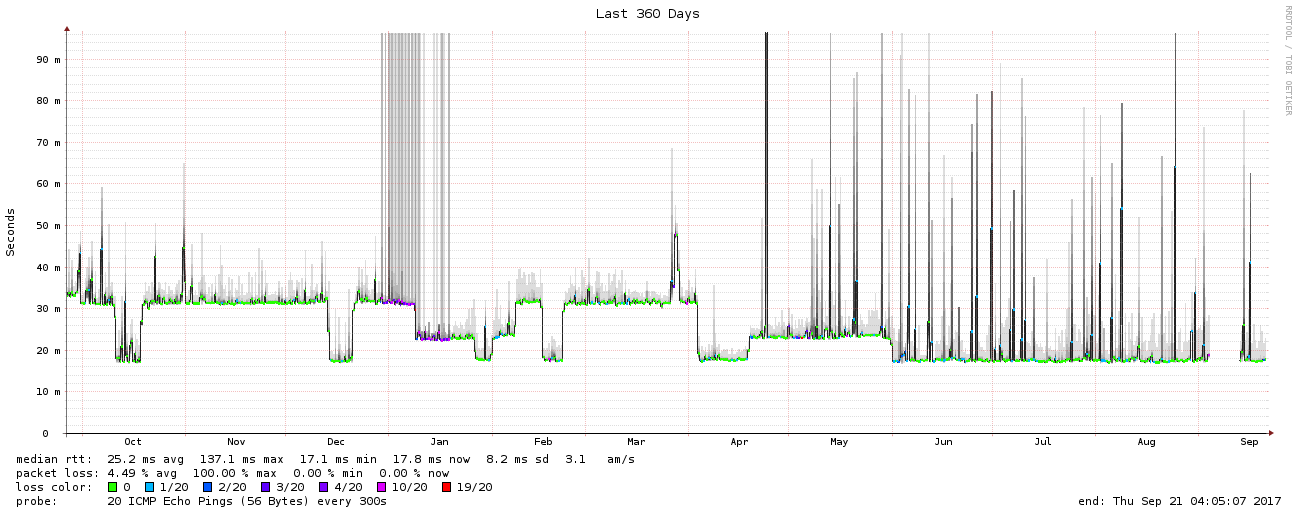 Last 360 Days
RRDTOOL / TOBI OETIKER
Seconds
90 m
80 m
70 m
60 m
50 m
40 m
30 m
20 m
10 m
0
Oct Nov Dec Jan Feb Mar Apr May Jun Jul Aug Sep
median rtt: 25.2 ms avg 137.1 ms max 17.1 ms min 17.8 ms now 8.2 ms sd 3.1 am/s
packet loss: 4.49 % avg 100.00 % max 0.00 % min 0.00 % now
loss color: 0 1/20 2/20 3/20 4/20 10/20 19/20
probe: 20 ICMP Echo Pings (56 Bytes) every 300s end: Thu Sep 21 04:05:07 2017